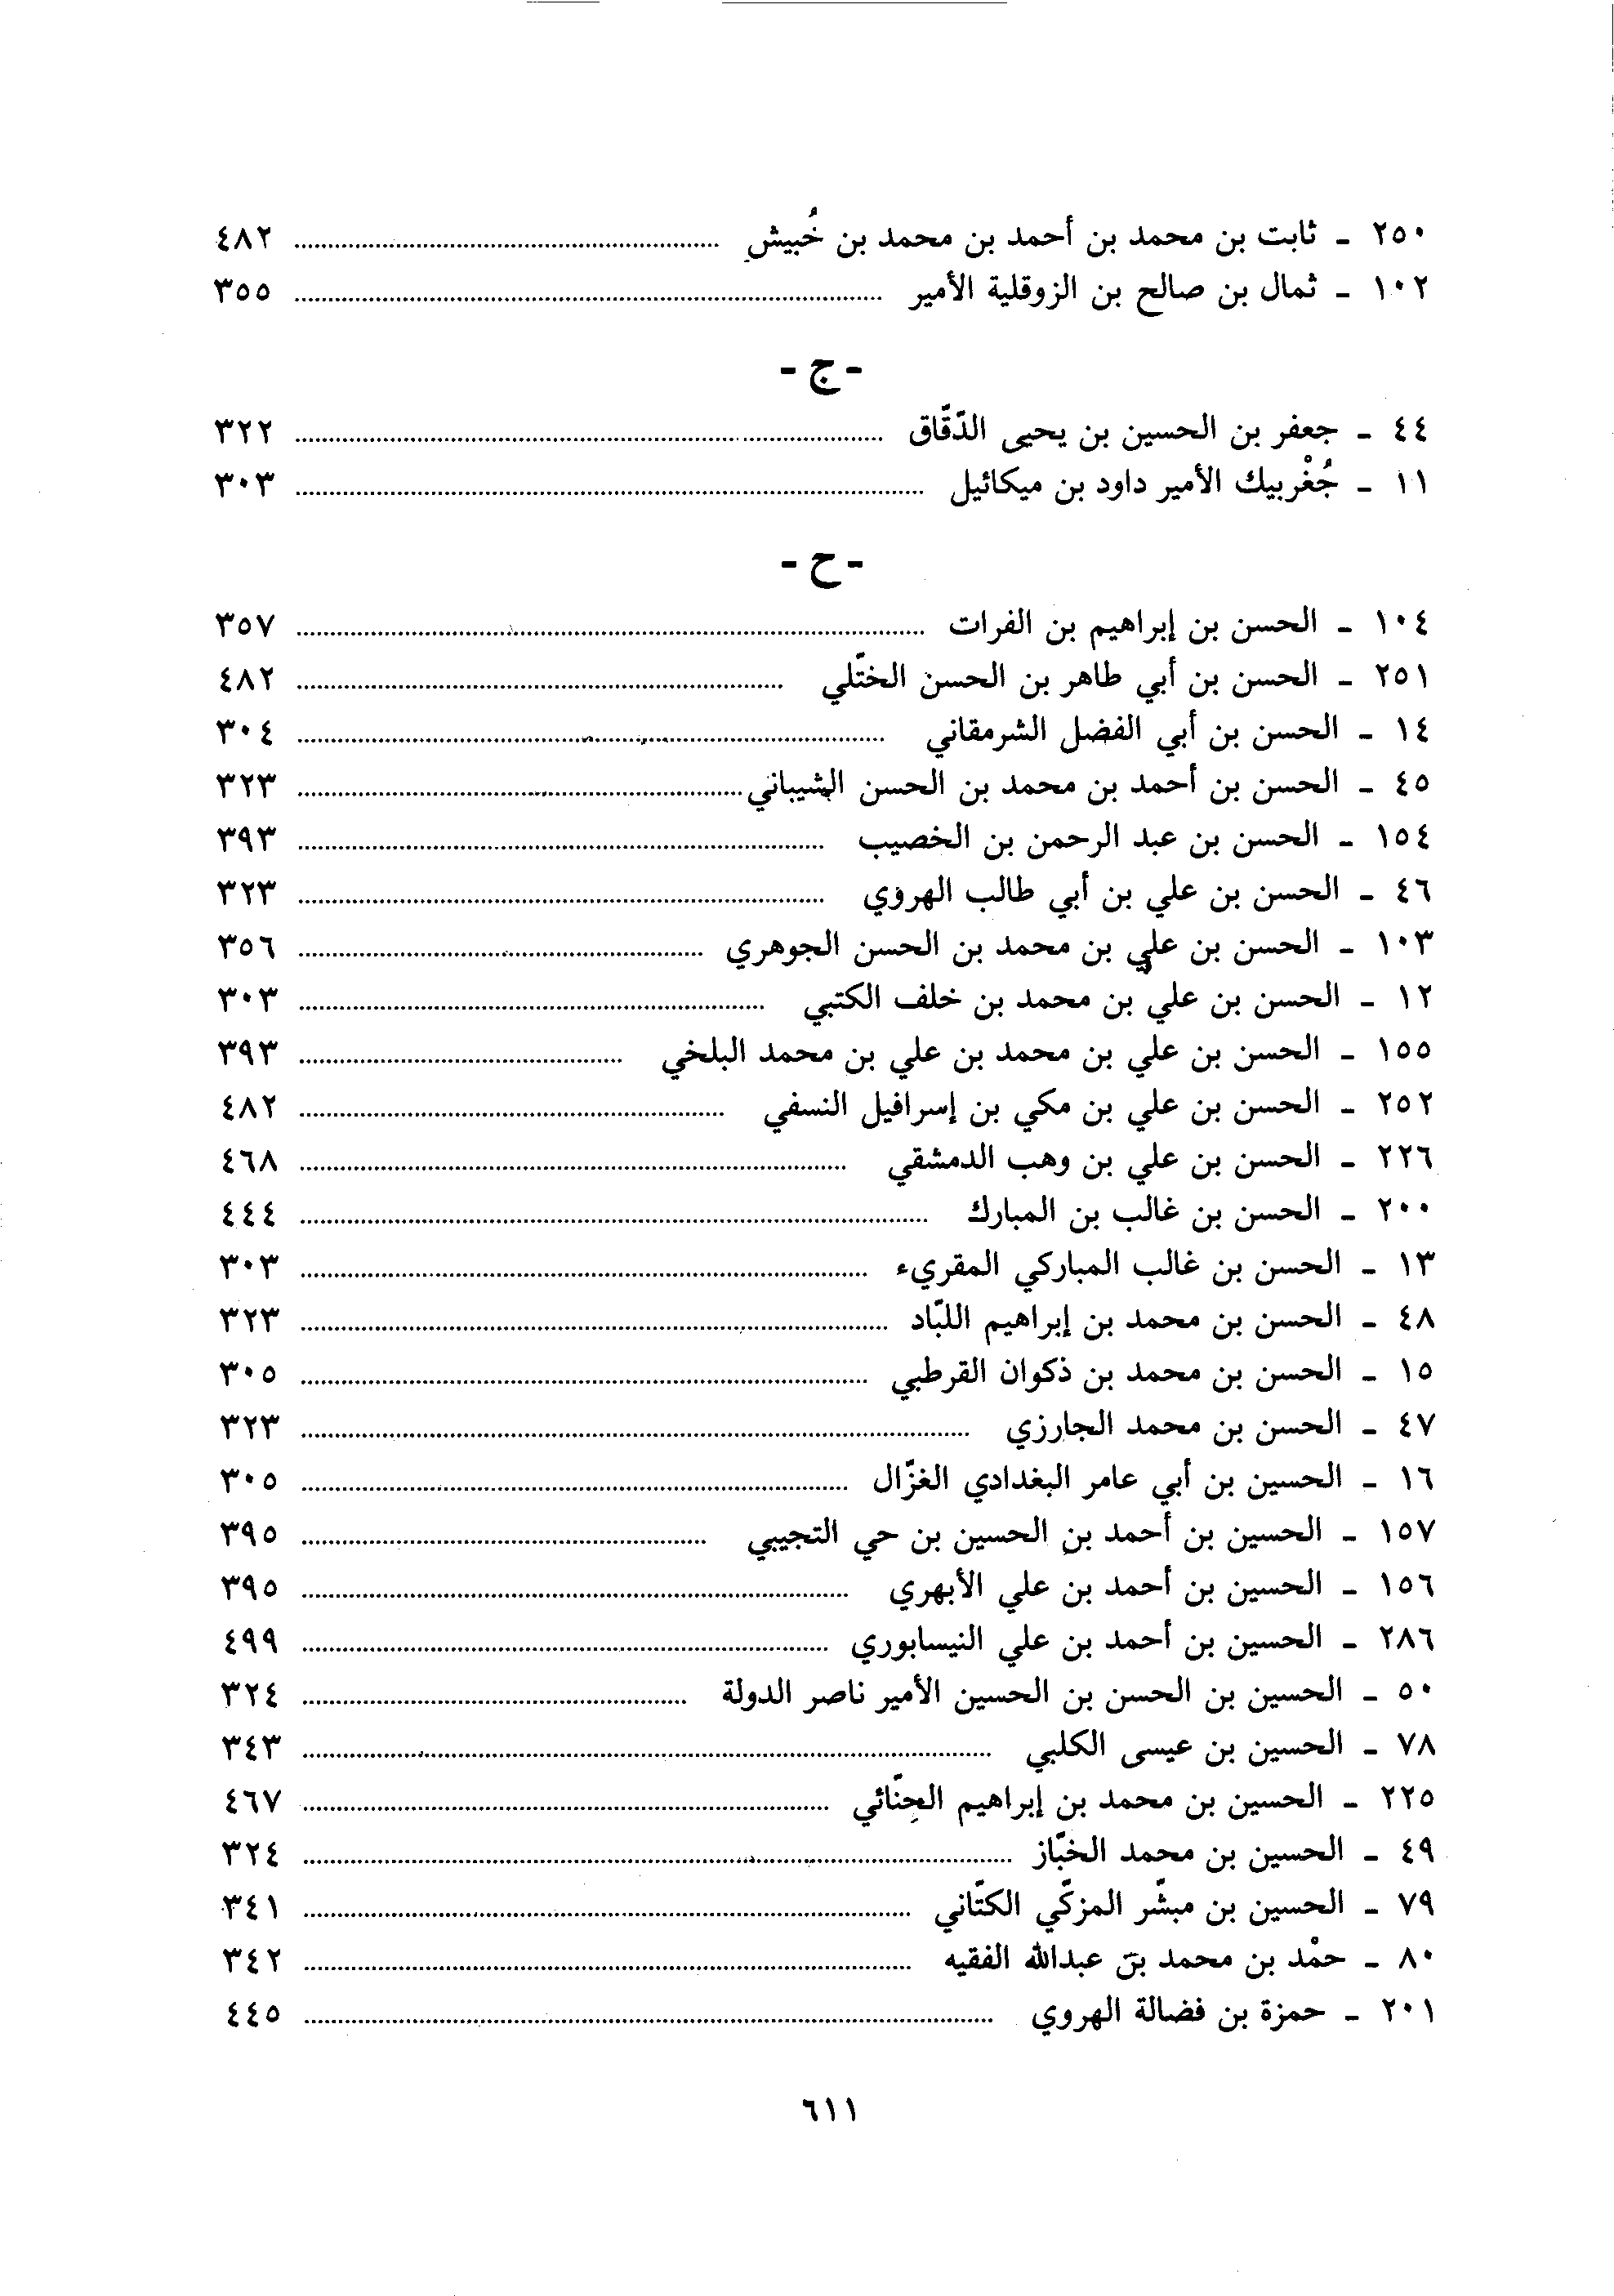 ٢٥٠ - ثابت بن محمد بن أحمد بن محمد بن خُبيش ........ ٤٨٢
١٠٢ - ثمال بن صالح بن الزوقلية الأمير ........ ٣٥٥
- ج -
٤٤ - جعفر بن الحسين بن يحيى الدّقّاق ........ ٣٢٢
١١ - جُغْربيك الأمير داود بن ميكائيل ........ ٣٠٣
- ح -
١٠٤ - الحسن بن إبراهيم بن الفرات ........ ٣٥٧
٢٥١ - الحسن بن أبي طاهر بن الحسن الختّلي ........ ٤٨٢
١٤ - الحسن بن أبي الفضل الشرمقاني ........ ٣٠٤
٤٥ - الحسن بن أحمد بن محمد بن الحسن الشيباني ........ ٣٢٣
١٥٤ - الحسن بن عبد الرحمن بن الخصيب ........ ٣٩٣
٤٦ - الحسن بن علي بن أبي طالب الهروي ........ ٣٢٣
١٠٣ - الحسن بن علي بن محمد بن الحسن الجوهري ........ ٣٥٦
١٢ - الحسن بن علي بن محمد بن خلف الكتبي ........ ٣٠٣
١٥٥ - الحسن بن علي بن محمد بن علي بن محمد البلخي ........ ٣٩٣
٢٥٢ - الحسن بن علي بن مكي بن إسرافيل النسفي ........ ٤٨٢
٢٢٦ - الحسن بن علي بن وهب الدمشقي ........ ٤٦٨
٢٠٠ - الحسن بن غالب بن المبارك ........ ٤٤٤
١٣ - الحسن بن غالب المباركي المقريء ........ ٣٠٣
٤٨ - الحسن بن محمد بن إبراهيم اللبّاد ........ ٣٢٣
١٥ - الحسن بن محمد بن ذكوان القرطبي ........ ٣٠٥
٤٧ - الحسن بن محمد الجارزي ........ ٣٢٣
١٦ - الحسين بن أبي عامر البغدادي الغزّال ........ ٣٠٥
١٥٧ - الحسين بن أحمد بن الحسين بن حي التجيبي ........ ٣٩٥
١٥٦ - الحسين بن أحمد بن علي الأبهري ........ ٣٩٥
٢٨٦ - الحسين بن أحمد بن علي النيسابوري ........ ٤٩٩
٥٠ - الحسين بن الحسن بن الحسين الأمير ناصر الدولة ........ ٣٢٤
٧٨ - الحسين بن عيسى الكلبي ........ ٣٤٣
٢٢٥ - الحسين بن محمد بن إبراهيم الحِنّائي ........ ٤٦٧
٤٩ - الحسين بن محمد الخبّاز ........ ٣٢٤
٧٩ - الحسين بن مبشّر المزكّي الكتّاني ........ ٣٤١
٨٠ - حمْد بن محمد بن عبدالله الفقيه ........ ٣٤٢
٢٠١ - حمزة بن فضالة الهروي ........ ٤٤٥
٦١١